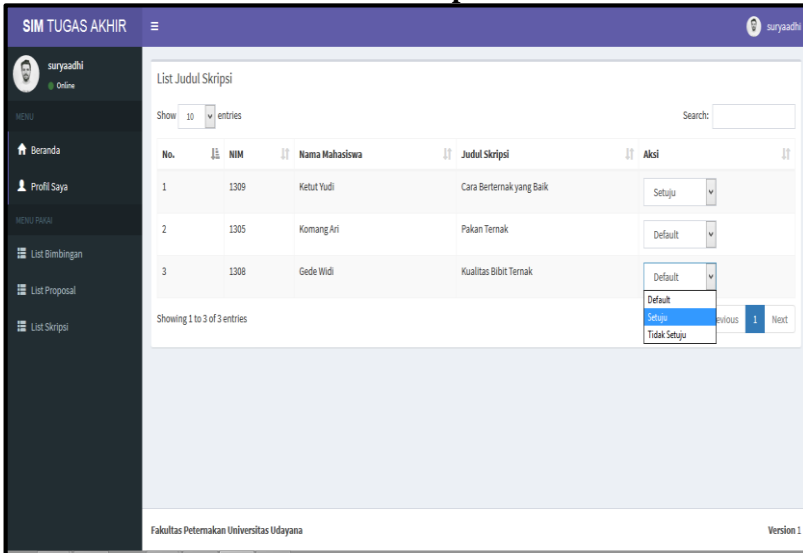 SIM TUGAS AKHIR
suryaadhi
suryaadhi
Online
MENU
Beranda
Profil Saya
MENU PAKAI
List Bimbingan
List Proposal
List Skripsi
List Judul Skripsi
Show 10 entries
Search:
No. NIM Nama Mahasiswa Judul Skripsi Aksi
1 1309 Ketut Yudi Cara Berternak yang Baik Setuju
2 1305 Komang Ari Pakan Ternak Default
3 1308 Gede Widi Kualitas Bibit Ternak Default
Default
Setuju
Tidak Setuju
Showing 1 to 3 of 3 entries
evious 1 Next
Fakultas Peternakan Universitas Udayana
Version 1